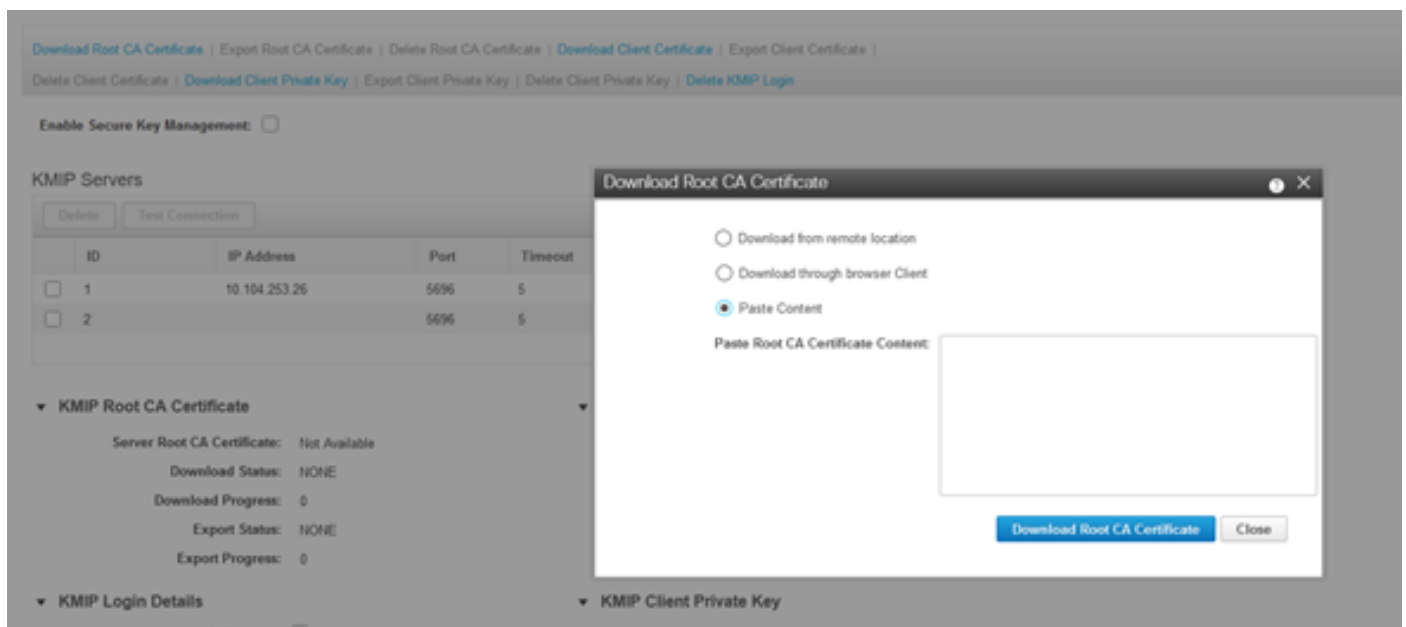 Download Root CA Certificate | Export Root CA Certificate | Delete Root CA Certificate | Download Client Certificate | Export Client Certificate |
Delete Client Certificate | Download Client Private Key | Export Client Private Key | Delete Client Private Key | Delete KMIP Login
Enable Secure Key Management:
KMIP Servers
Delete Test Connection
ID IP Address Port Timeout
1 10.104.253.26 5696 5
2 5696 5
Download Root CA Certificate
Download from remote location
Download through browser Client
Paste Content
Paste Root CA Certificate Content:
Download Root CA Certificate Close
KMIP Root CA Certificate
Server Root CA Certificate: Not Available
Download Status: NONE
Download Progress: 0
Export Status: NONE
Export Progress: 0
KMIP Login Details
KMIP Client Private Key